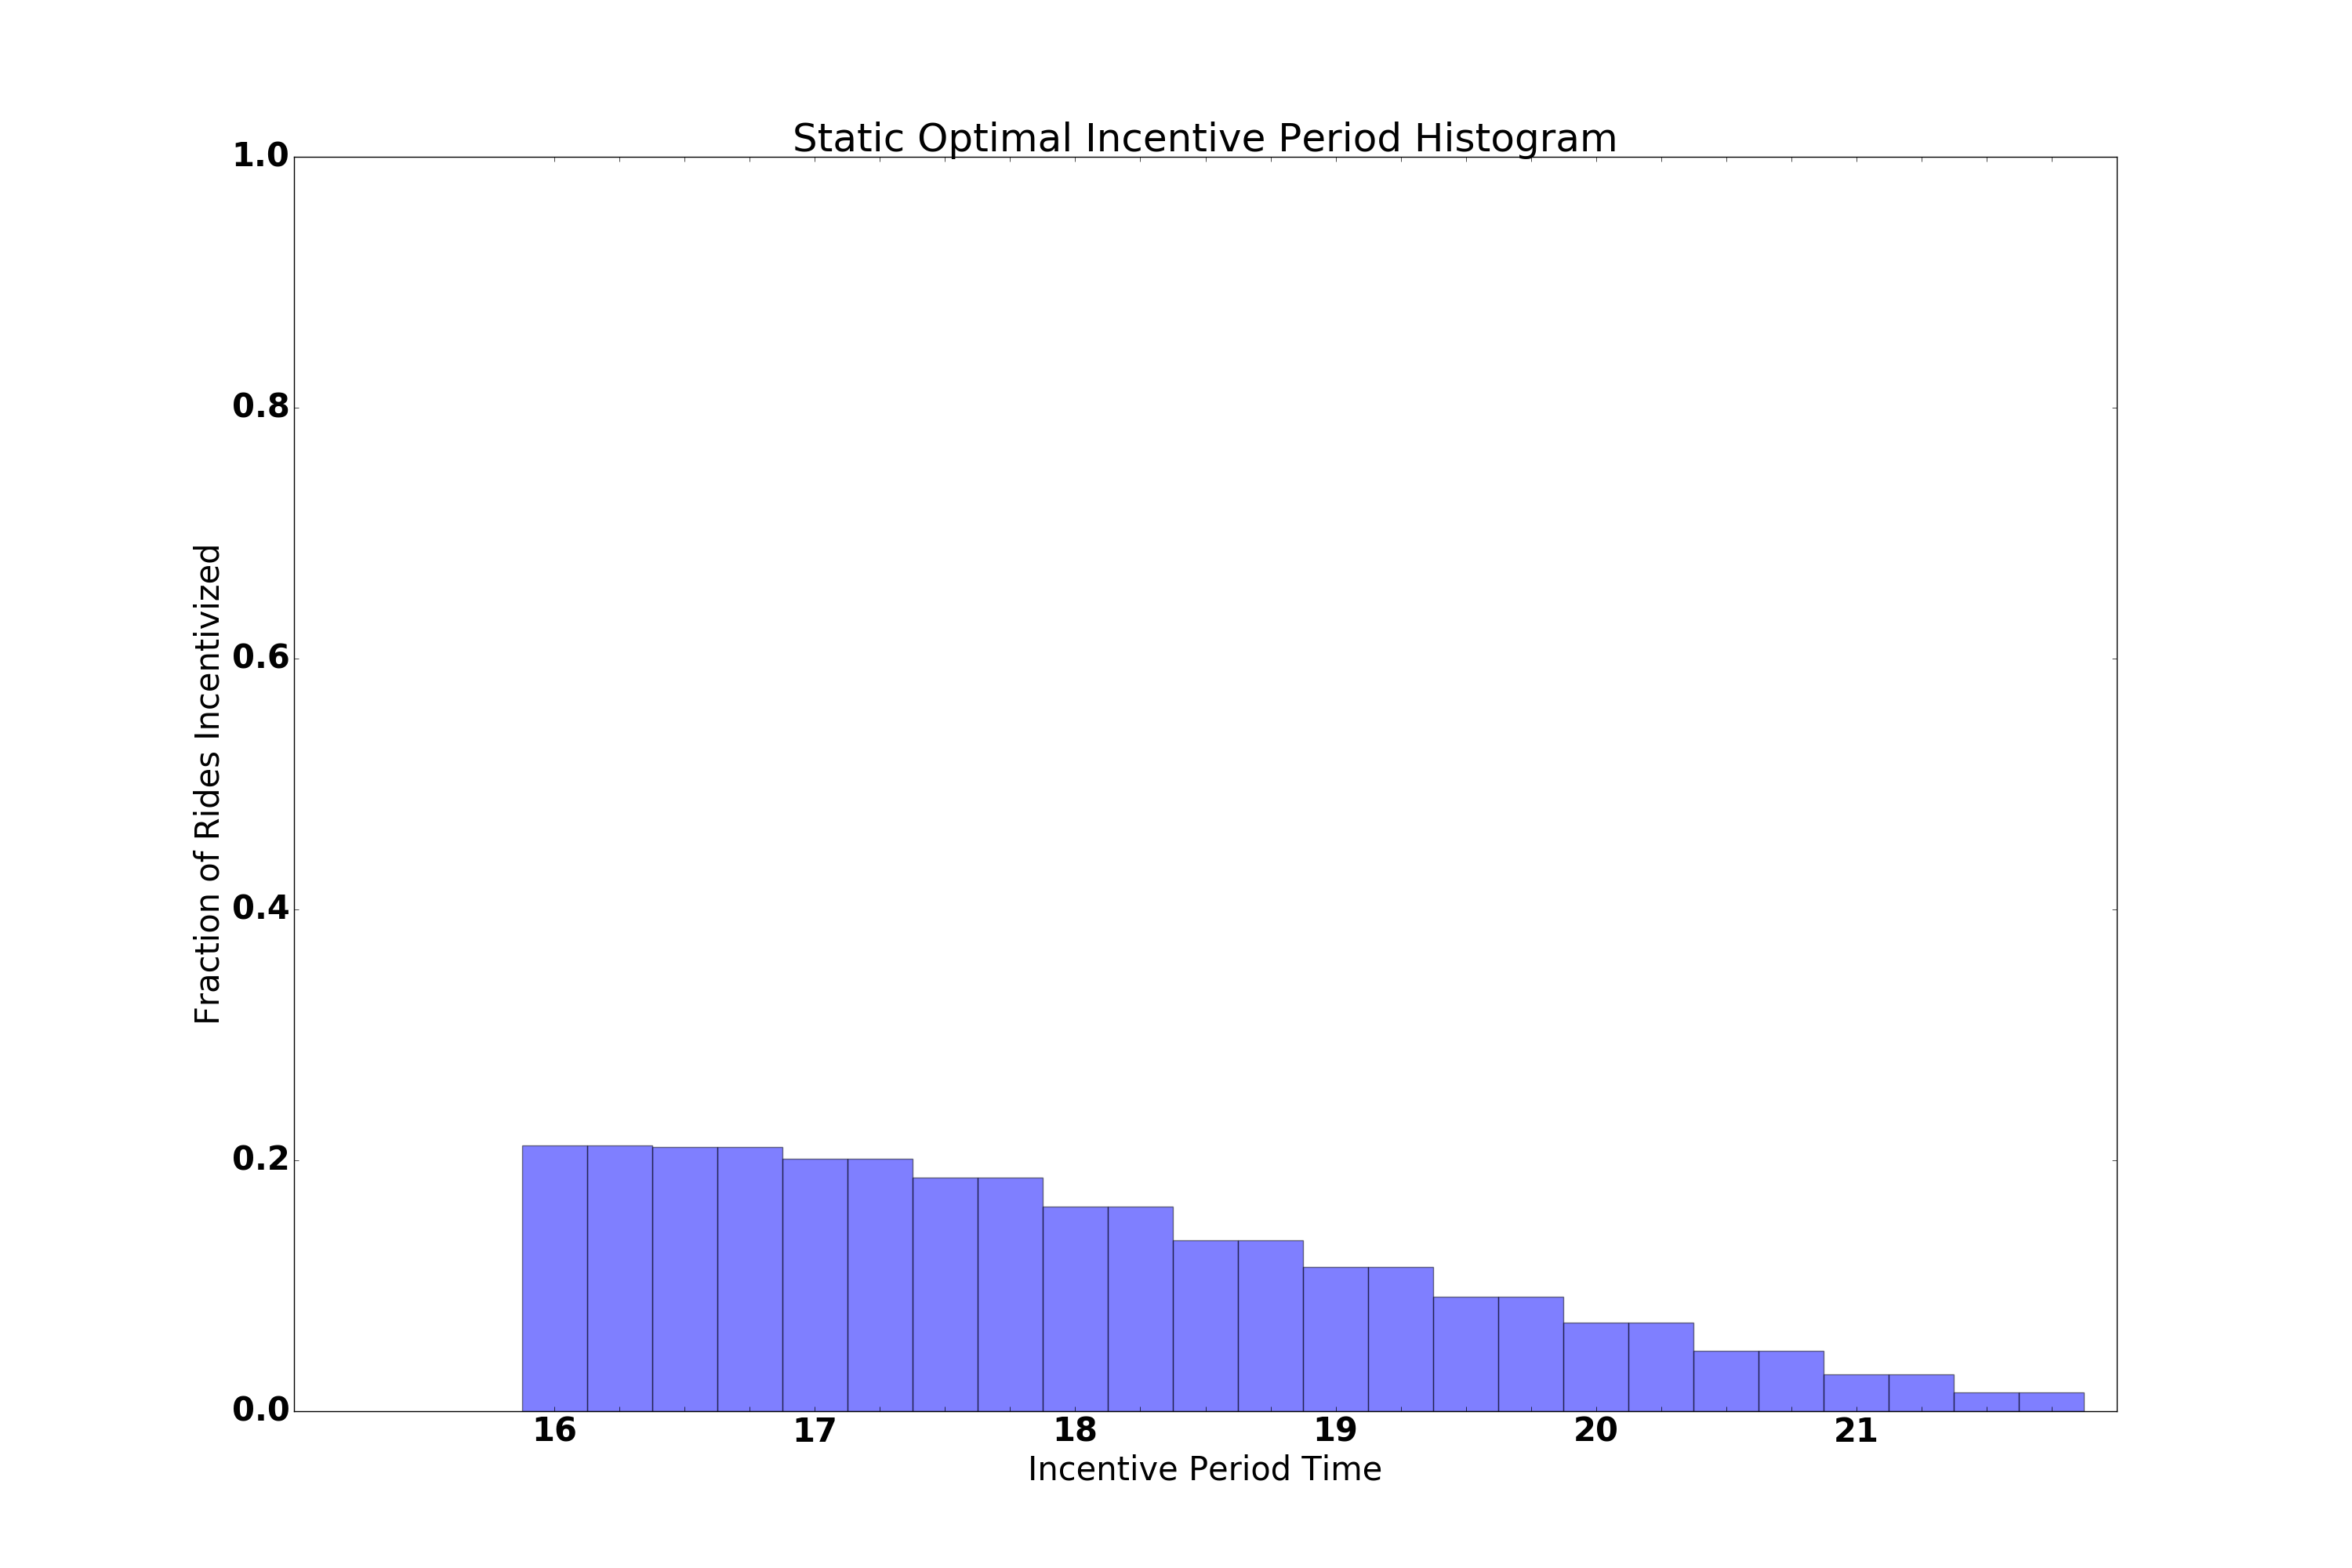 Static Optimal Incentive Period Histogram
1.0
0.8
0.6
0.4
0.2
0.0
Fraction of Rides Incentivized
16 17 18 19 20 21
Incentive Period Time